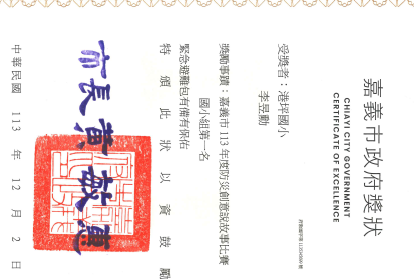 嘉義市政府獎狀
CHIAYI CITY GOVERNMENT
CERTIFICATE OF EXCELLENCE
受獎者：港坪國小
李昱勳
獎勵事蹟：嘉義市113年度防災創意說故事比賽
國小組第一名
緊急避難包有備有保佑
特頒此狀以資鼓勵
市長黃敏惠
中華民國 113 年 12 月 2 日